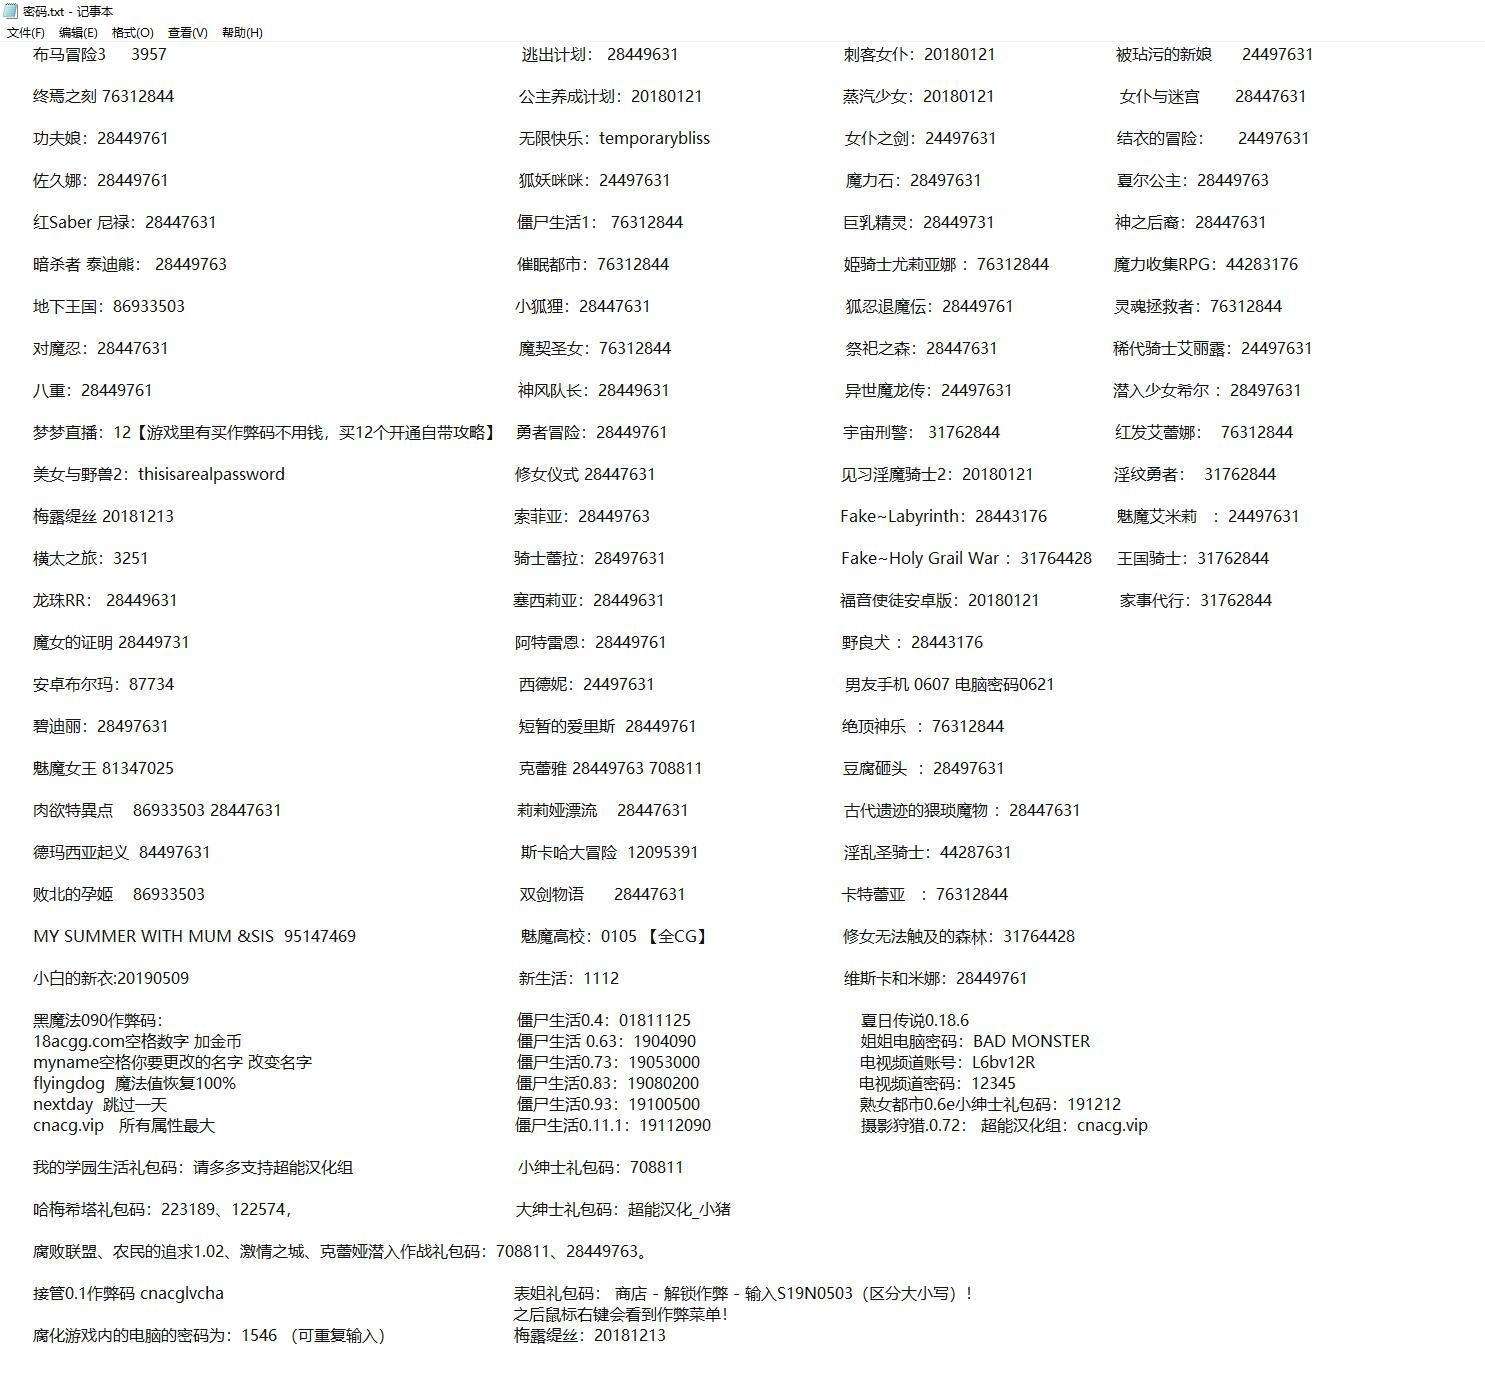 密码.txt - 记事本
文件(F) 编辑(E) 格式(O) 查看(V) 帮助(H)
布马冒险3 3957 逃出计划： 28449631 刺客女仆：20180121 被玷污的新娘 24497631
终焉之刻 76312844 公主养成计划：20180121 蒸汽少女：20180121 女仆与迷宫 28447631
功夫娘：28449761 无限快乐：temporarybliss 女仆之剑：24497631 结衣的冒险： 24497631
佐久娜：28449761 狐妖咪咪：24497631 魔力石：28497631 夏尔公主：28449763
红Saber 尼禄：28447631 僵尸生活1： 76312844 巨乳精灵：28449731 神之后裔：28447631
暗杀者 泰迪熊： 28449763 催眠都市：76312844 姫骑士尤莉亚娜 ：76312844 魔力收集RPG：44283176
地下王国：86933503 小狐狸：28447631 狐忍退魔伝：28449761 灵魂拯救者：76312844
对魔忍：28447631 魔契圣女：76312844 祭祀之森：28447631 稀代骑士艾丽露：24497631
八重：28449761 神风队长：28449631 异世魔龙传：24497631 潜入少女希尔 ：28497631
梦梦直播：12【游戏里有买作弊码不用钱，买12个开通自带攻略】 勇者冒险：28449761 宇宙刑警： 31762844 红发艾蕾娜： 76312844
美女与野兽2：thisisarealpassword 修女仪式 28447631 见习淫魔骑士2：20180121 淫纹勇者： 31762844
梅露缇丝 20181213 索菲亚：28449763 Fake~Labyrinth：28443176 魅魔艾米莉 ：24497631
横太之旅：3251 骑士蕾拉：28497631 Fake~Holy Grail War ：31764428 王国骑士：31762844
龙珠RR： 28449631 塞西莉亚：28449631 福音使徒安卓版：20180121 家事代行：31762844
魔女的证明 28449731 阿特雷恩：28449761 野良犬 ：28443176
安卓布尔玛：87734 西德妮：24497631 男友手机 0607 电脑密码0621
碧迪丽：28497631 短暂的爱里斯 28449761 绝顶神乐 ：76312844
魅魔女王 81347025 克蕾雅 28449763 708811 豆腐砸头 ：28497631
肉欲特異点 86933503 28447631 莉莉娅漂流 28447631 古代遗迹的猥琐魔物 ：28447631
德玛西亚起义 84497631 斯卡哈大冒险 12095391 淫乱圣骑士：44287631
败北的孕姬 86933503 双剑物语 28447631 卡特蕾亚 ：76312844
MY SUMMER WITH MUM &SIS 95147469 魅魔高校：0105 【全CG】 修女无法触及的森林：31764428
小白的新衣:20190509 新生活：1112 维斯卡和米娜：28449761
黑魔法090作弊码： 僵尸生活0.4：01811125 夏日传说0.18.6
18acgg.com空格数字 加金币 僵尸生活 0.63：1904090 姐姐电脑密码：BAD MONSTER
myname空格你要更改的名字 改变名字 僵尸生活0.73：19053000 电视频道账号：L6bv12R
flyingdog 魔法值恢复100% 僵尸生活0.83：19080200 电视频道密码：12345
nextday 跳过一天 僵尸生活0.93：19100500 熟女都市0.6e小绅士礼包码：191212
cnacg.vip 所有属性最大 僵尸生活0.11.1：19112090 摄影狩猎.0.72： 超能汉化组：cnacg.vip
我的学园生活礼包码：请多多支持超能汉化组 小绅士礼包码：708811
哈梅希塔礼包码：223189、122574， 大绅士礼包码：超能汉化_小猪
腐败联盟、农民的追求1.02、激情之城、克蕾娅潜入作战礼包码：708811、28449763。
接管0.1作弊码 cnacglvcha 表姐礼包码： 商店 - 解锁作弊 - 输入S19N0503（区分大小写）！
之后鼠标右键会看到作弊菜单！
腐化游戏内的电脑的密码为：1546 （可重复输入） 梅露缇丝：20181213